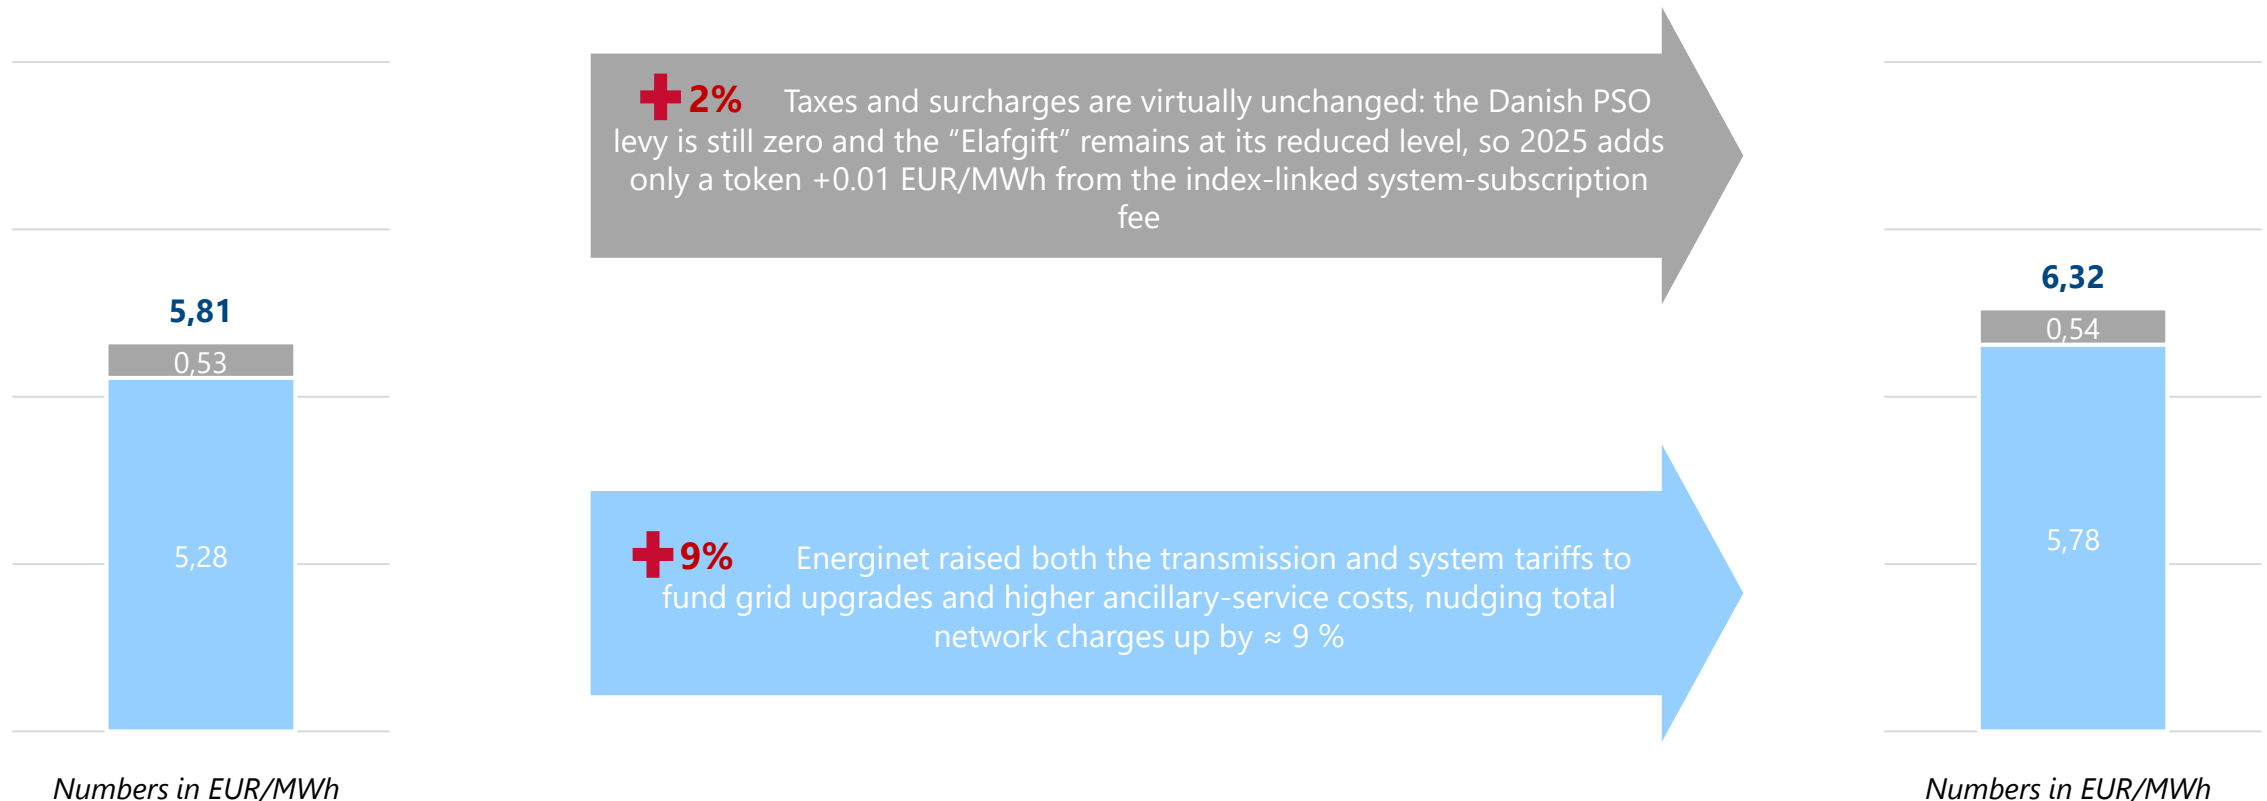 5,81
0,53
5,28
Numbers in EUR/MWh
2% Taxes and surcharges are virtually unchanged: the Danish PSO
levy is still zero and the “Elafgift” remains at its reduced level, so 2025 adds
only a token +0.01 EUR/MWh from the index-linked system-subscription
fee
9% Energinet raised both the transmission and system tariffs to
fund grid upgrades and higher ancillary-service costs, nudging total
network charges up by ≈ 9 %
6,32
0,54
5,78
Numbers in EUR/MWh